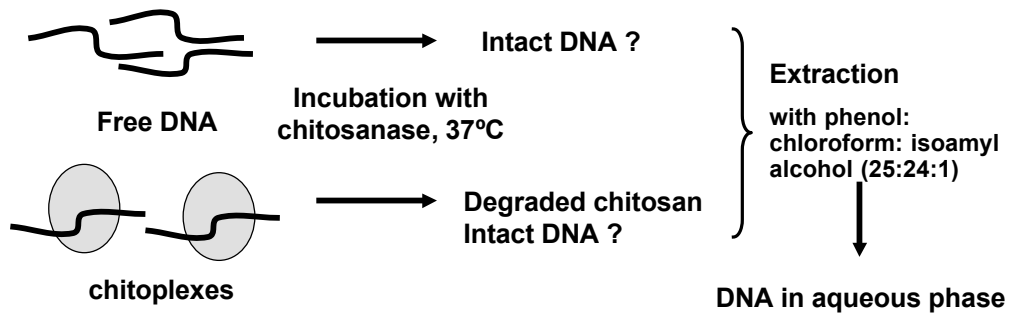 Intact DNA ?
Free DNA
Incubation with
chitosanase, 37ºC
Extraction
with phenol:
chloroform: isoamyl
alcohol (25:24:1)
Degraded chitosan
Intact DNA ?
chitoplexes
DNA in aqueous phase